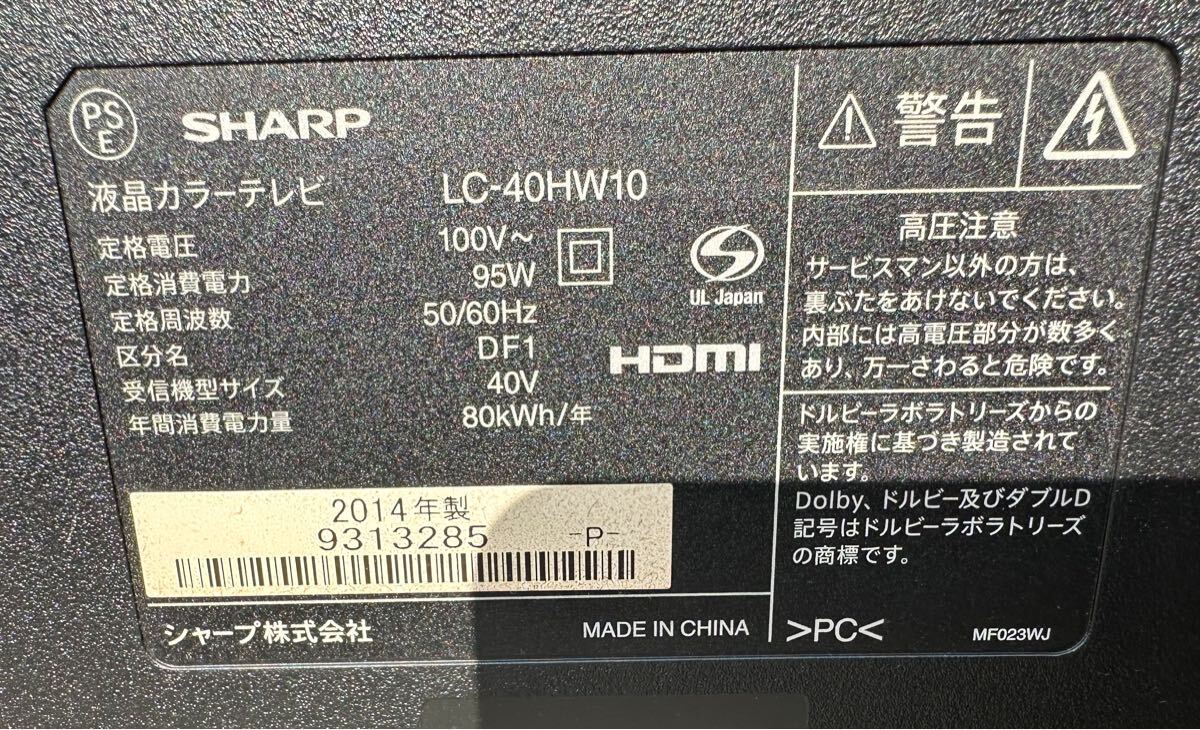 PS
E
SHARP
液晶カラーテレビ LC-40HW10
定格電圧 100V~
定格消費電力 95W
定格周波数 50/60Hz
区分名 DF1
受信機型サイズ 40V
年間消費電力量 80kWh/年
UL Japan
HDMI
2014年製
9313285 -P-
シャープ株式会社 MADE IN CHINA
警告
高圧注意
サービスマン以外の方は、
裏ぶたをあけないでください。
内部には高電圧部分が数多く
あり、万一さわると危険です。
ドルビーラボラトリーズからの
実施権に基づき製造されて
います。
Dolby、ドルビー及びダブルD
記号はドルビーラボラトリーズ
の商標です。
>PC< MF023WJ